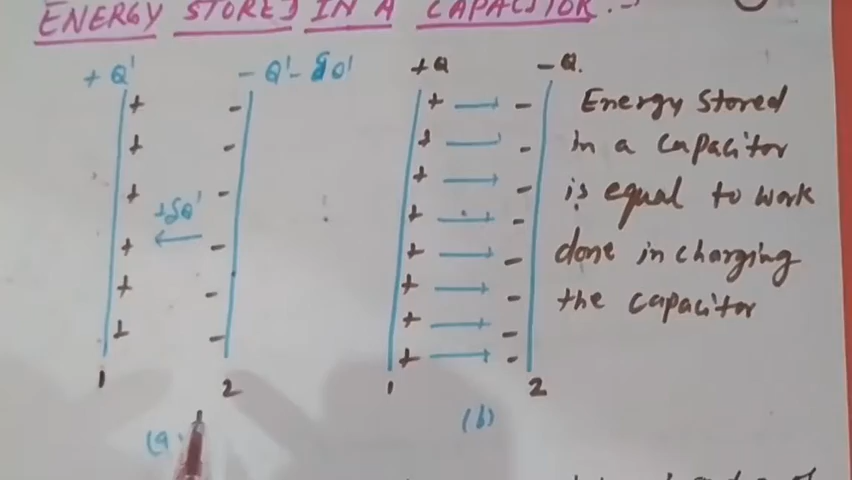 ENERGY STORED IN A CAPACITOR :-
+ Q' - Q' - δQ'
+ Q - Q.
Energy stored
in a capacitor
is equal to work
done in charging
the capacitor
+δQ'
1 2
1 2
(a)
(b)